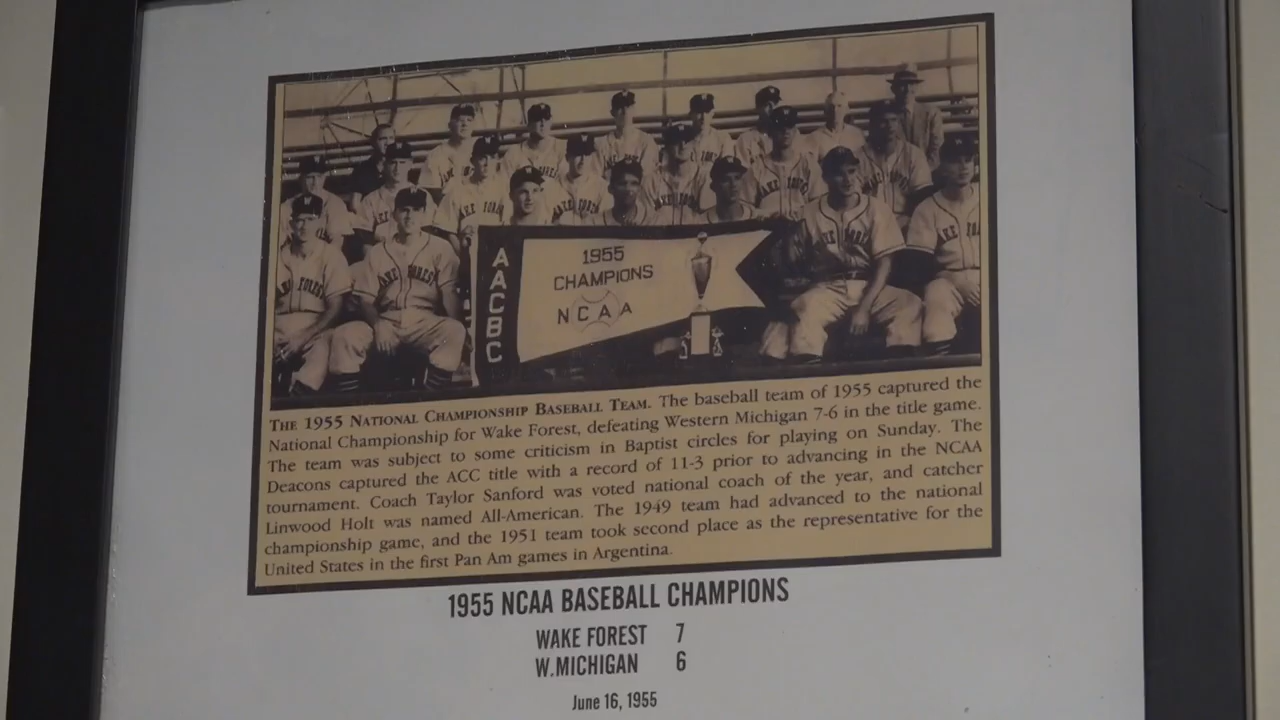 AACBC
1955
CHAMPIONS
NCAA
THE 1955 NATIONAL CHAMPIONSHIP BASEBALL TEAM. The baseball team of 1955 captured the
National Championship for Wake Forest, defeating Western Michigan 7-6 in the title game.
The team was subject to some criticism in Baptist circles for playing on Sunday. The
Deacons captured the ACC title with a record of 11-3 prior to advancing in the NCAA
tournament. Coach Taylor Sanford was voted national coach of the year, and catcher
Linwood Holt was named All-American. The 1949 team had advanced to the national
championship game, and the 1951 team took second place as the representative for the
United States in the first Pan Am games in Argentina.
1955 NCAA BASEBALL CHAMPIONS
WAKE FOREST 7
W.MICHIGAN 6
June 16, 1955